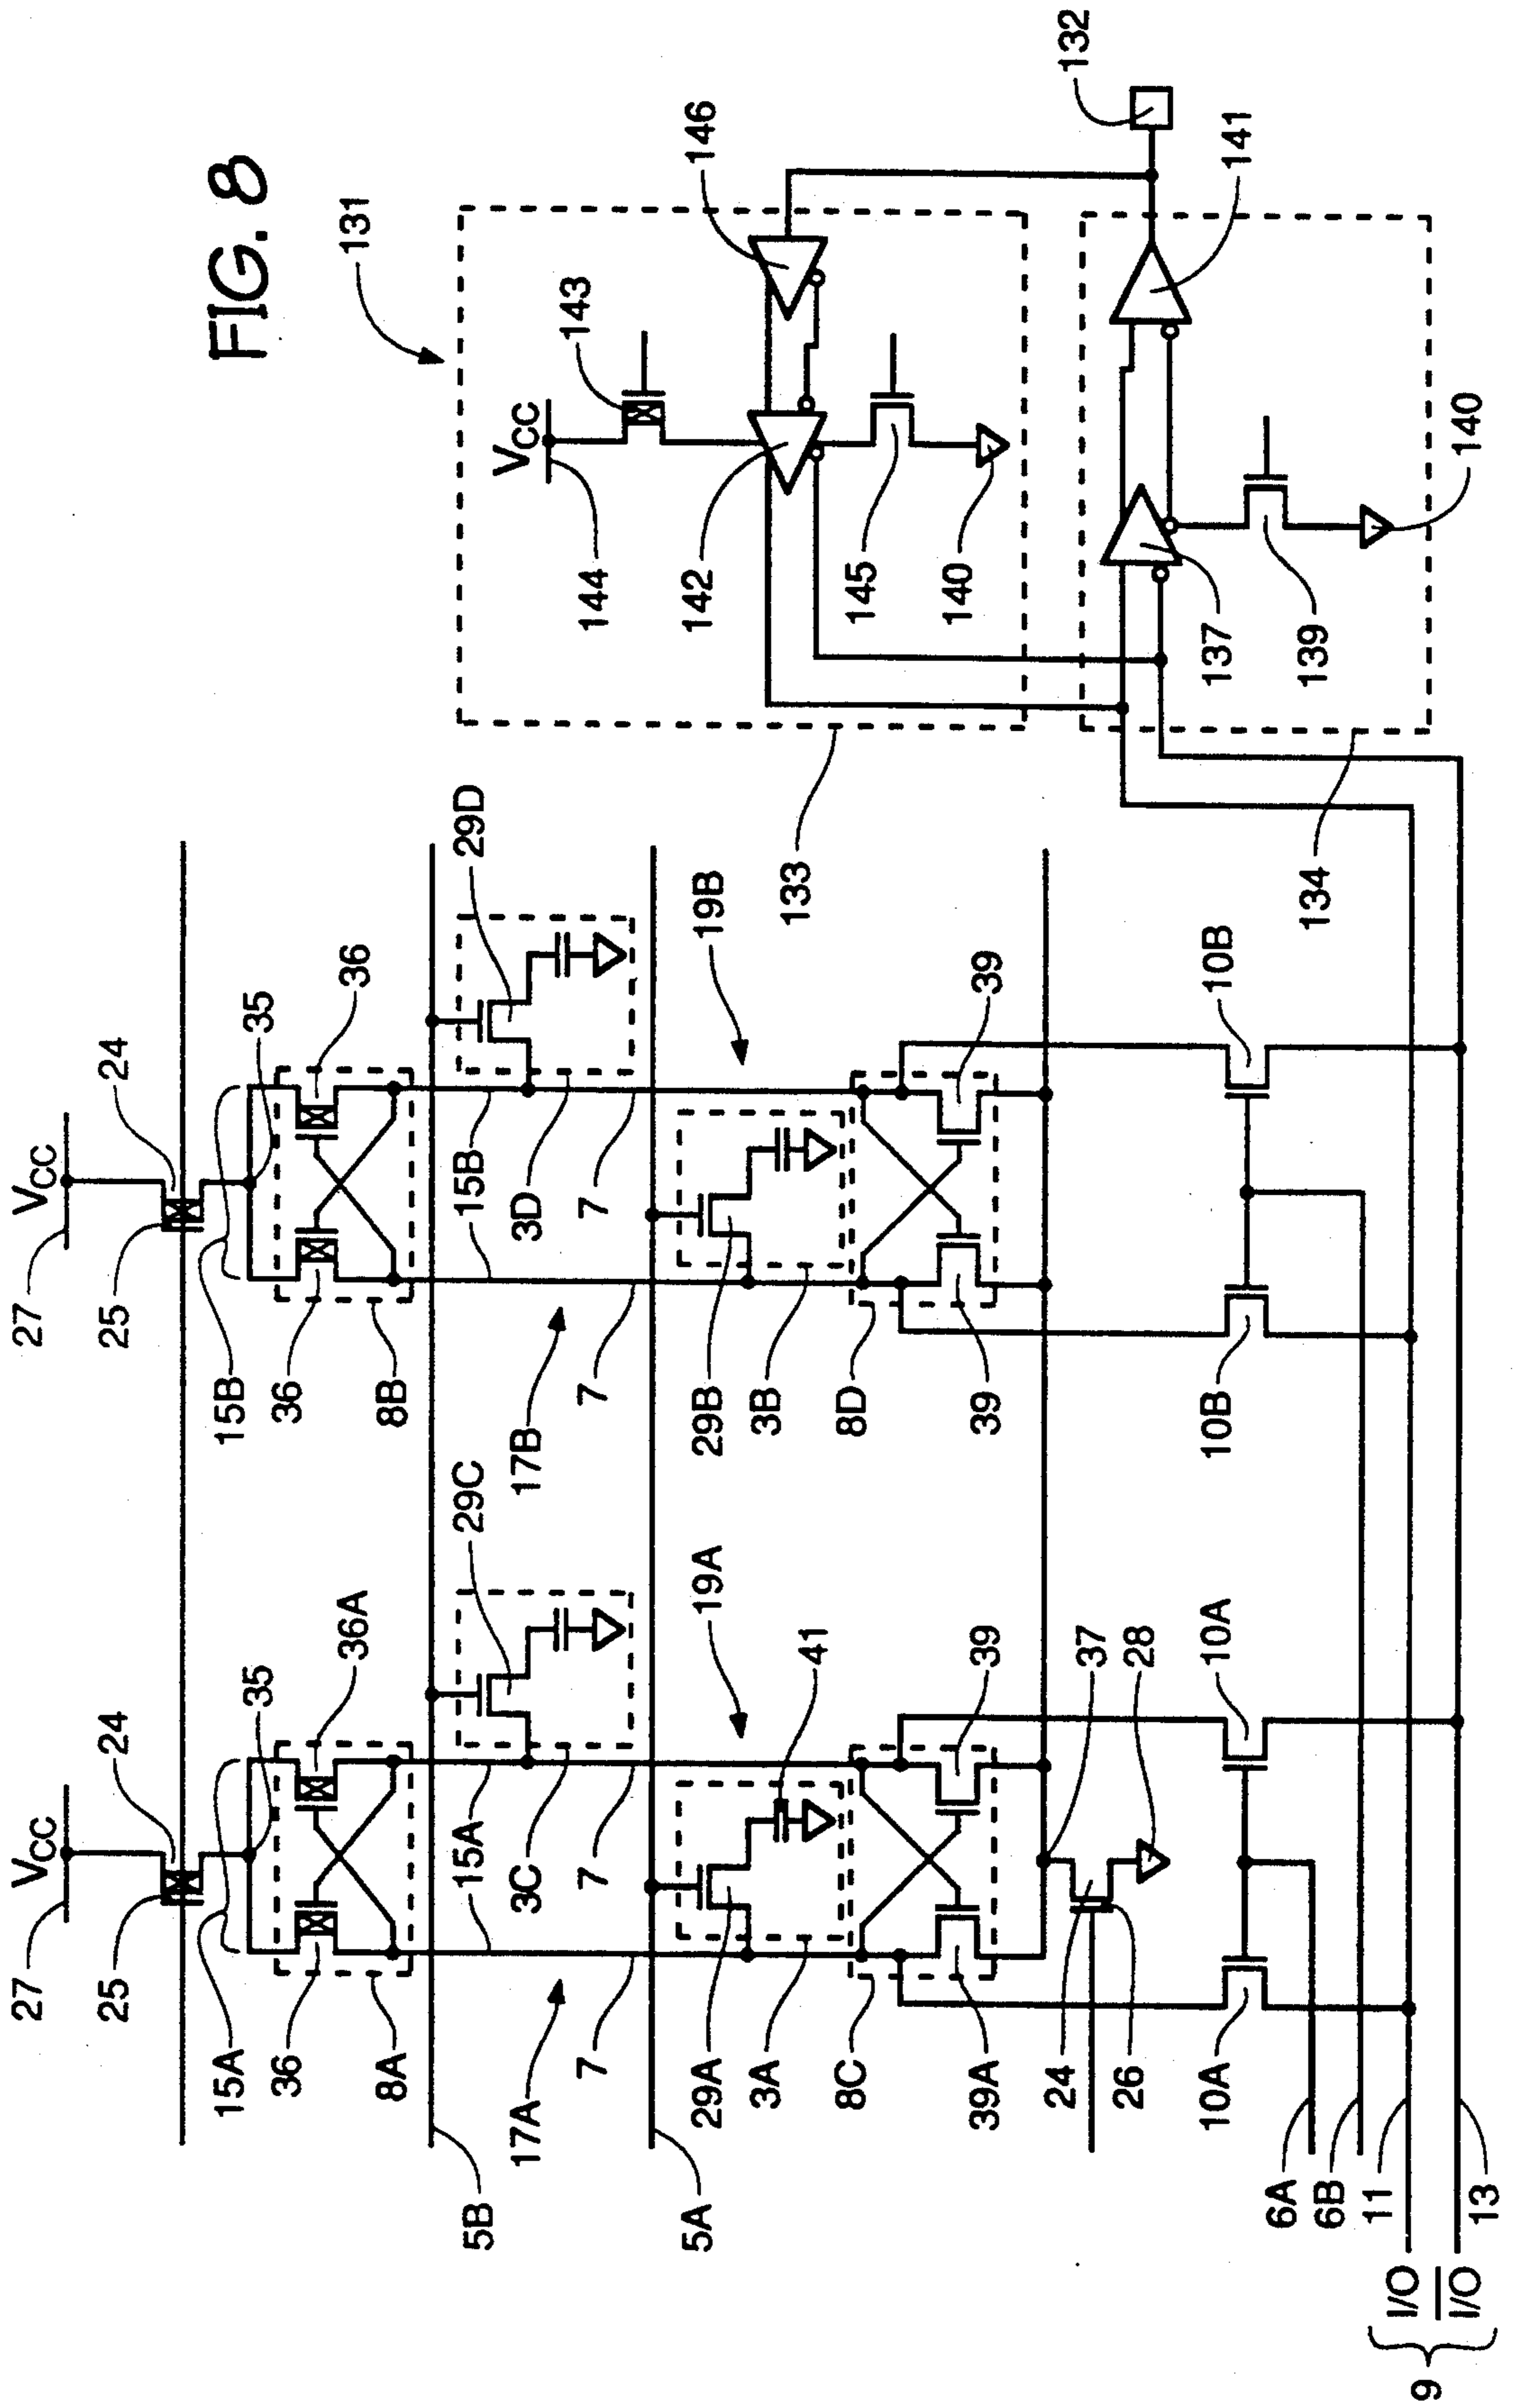 FIG. 8
27
VCC
24
25
15A
35
36
36A
8A
27
VCC
24
25
15B
35
36
36
8B
5B
17A
15A
3C
29C
7
7
17B
15B
3D
29D
7
7
5A
29A
3A
41
19A
8C
39A
39
29B
3B
19B
8D
39
39
24
26
37
28
10A
10A
10B
10B
6A
6B
11
13
9
I/O
I/O
131
VCC
144
143
142
146
145
140
133
132
141
137
139
140
134